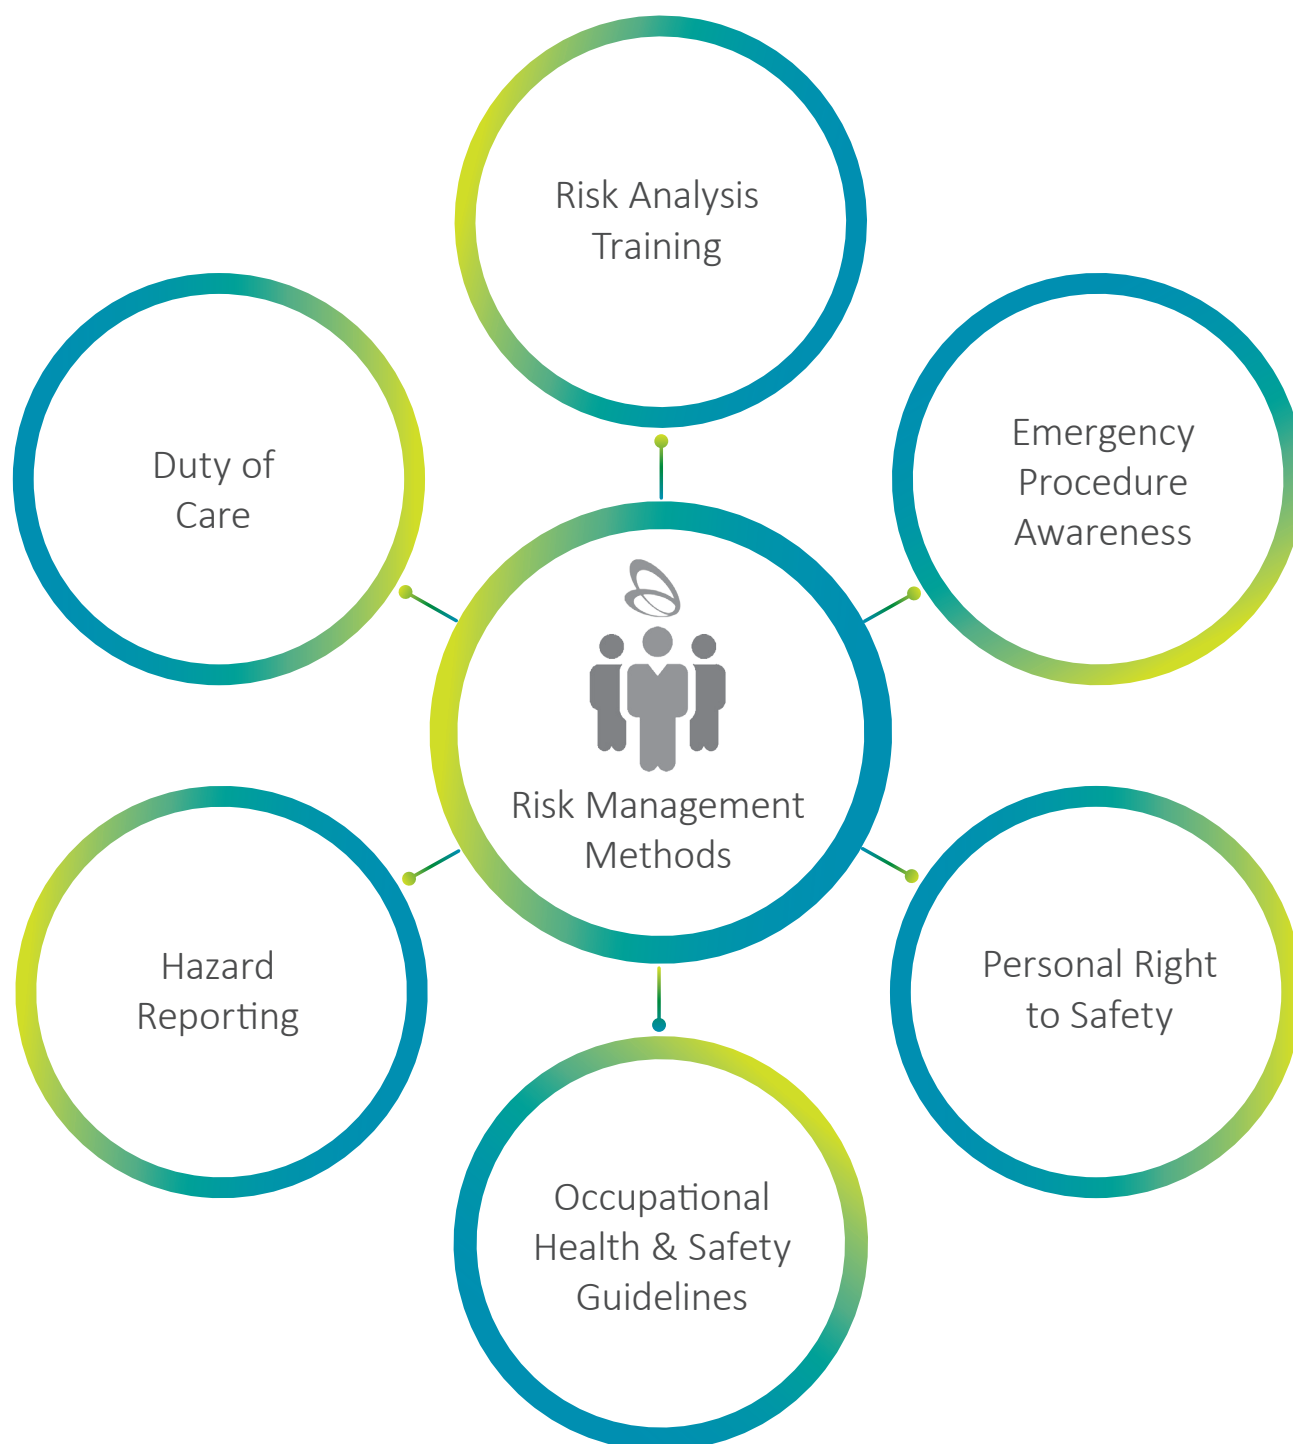 Risk Analysis
Training
Emergency
Procedure
Awareness
Duty of
Care
Risk Management
Methods
Personal Right
to Safety
Hazard
Reporting
Occupational
Health & Safety
Guidelines